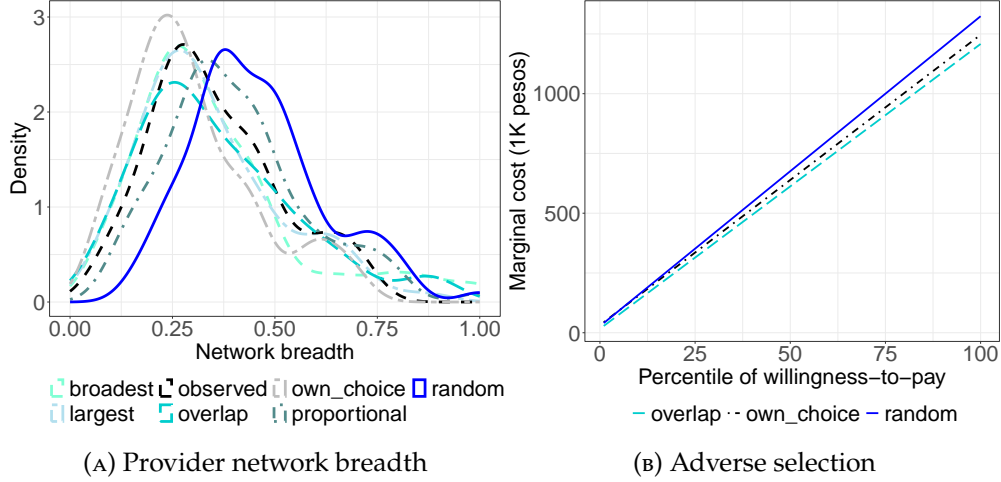 3
2
1
0
Density
0.00 0.25 0.50 0.75 1.00
Network breadth
broadest observed own_choice random
largest overlap proportional
(A) Provider network breadth
1000
500
0
Marginal cost (1K pesos)
0 25 50 75 100
Percentile of willingness−to−pay
overlap own_choice random
(B) Adverse selection